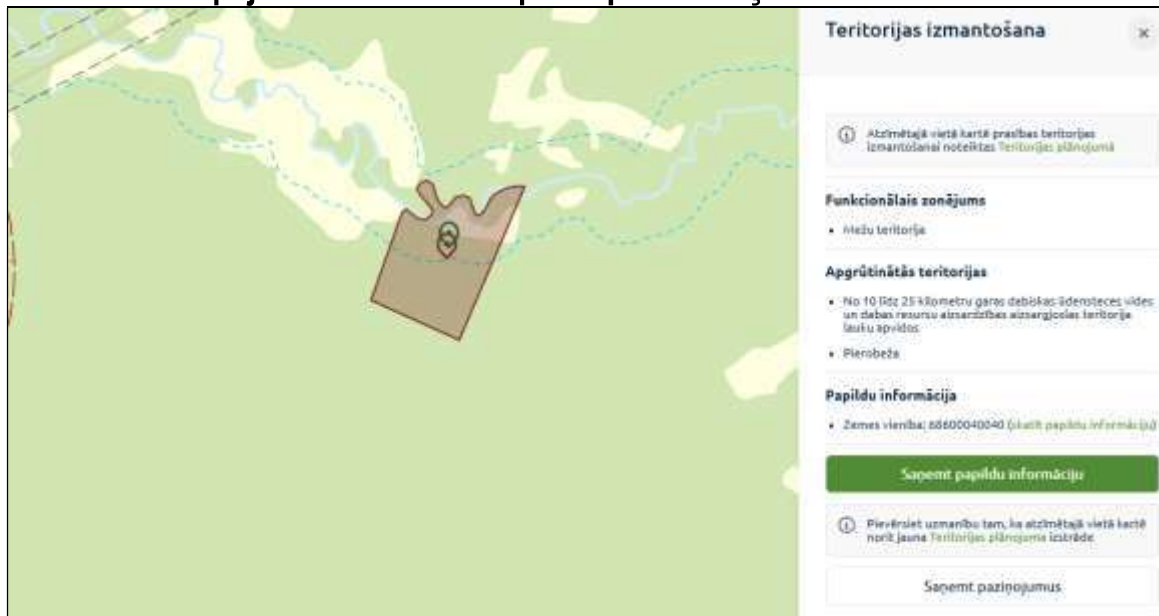 Teritorijas izmantošana
Atzīmētajā vietā kartē prasības teritorijas
izmantošanai noteiktas Teritorijas plānojumā
Funkcionālais zonējums
• Mežu teritorija
Apgrūtinātās teritorijas
• No 10 līdz 25 kilometru garas dabiskas ūdensteces vides
un dabas resursu aizsardzības aizsargjoslas teritorija
lauku apvidos
• Pierobeža
Papildu informācija
• Zemes vienība: 68600040040 (skatīt papildu informāciju)
Saņemt papildu informāciju
Pievērsiet uzmanību tam, ka atzīmētajā vietā kartē
norit jauna Teritorijas plānojuma izstrāde
Saņemt paziņojumus